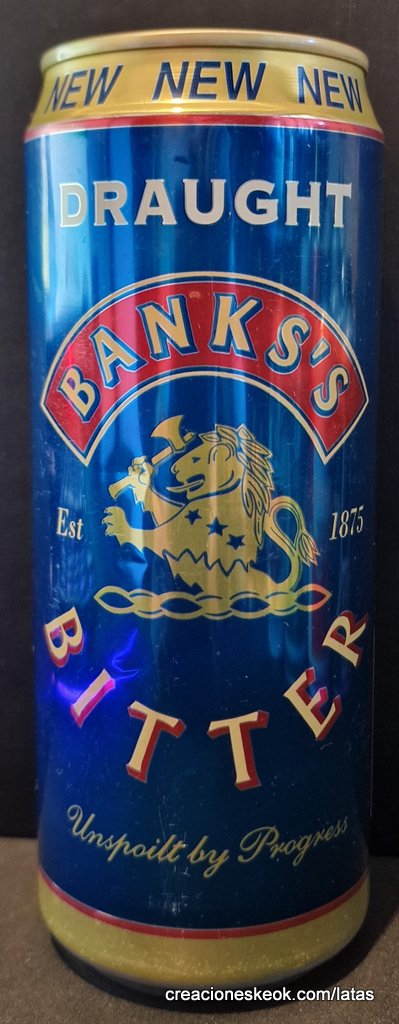 NEW NEW NEW
DRAUGHT
BANKS'S
Est 1875
BITTER
Unspoilt by Progress
creacioneskeok.com/latas